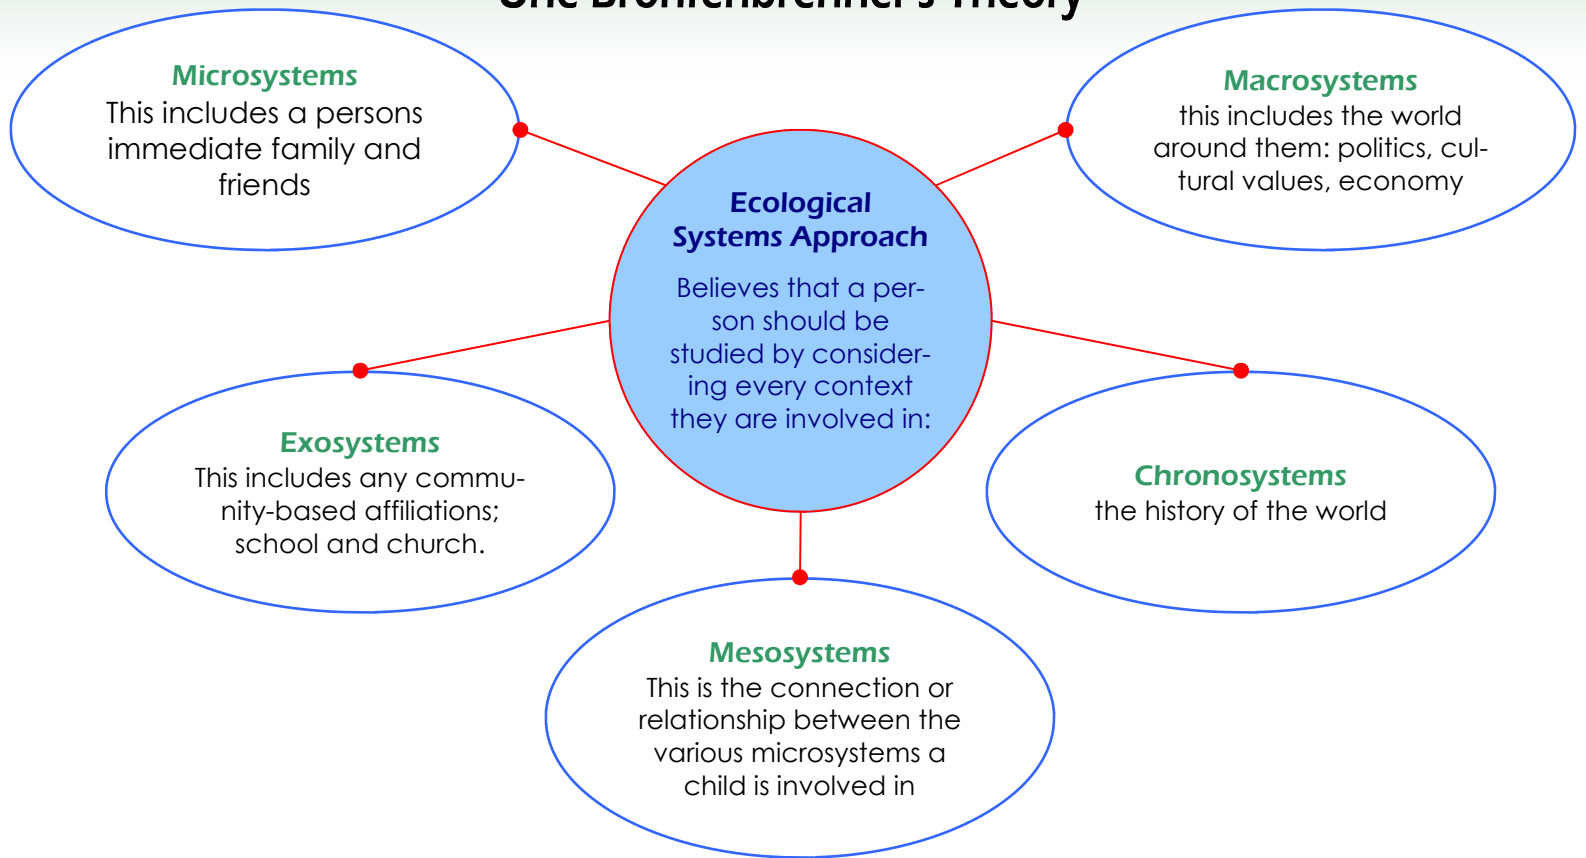 Urie Bronfenbrenner's Theory
Microsystems
This includes a persons
immediate family and
friends
Macrosystems
this includes the world
around them: politics, cul-
tural values, economy
Ecological
Systems Approach
Believes that a per-
son should be
studied by consider-
ing every context
they are involved in:
Exosystems
This includes any commu-
nity-based affiliations;
school and church.
Chronosystems
the history of the world
Mesosystems
This is the connection or
relationship between the
various microsystems a
child is involved in